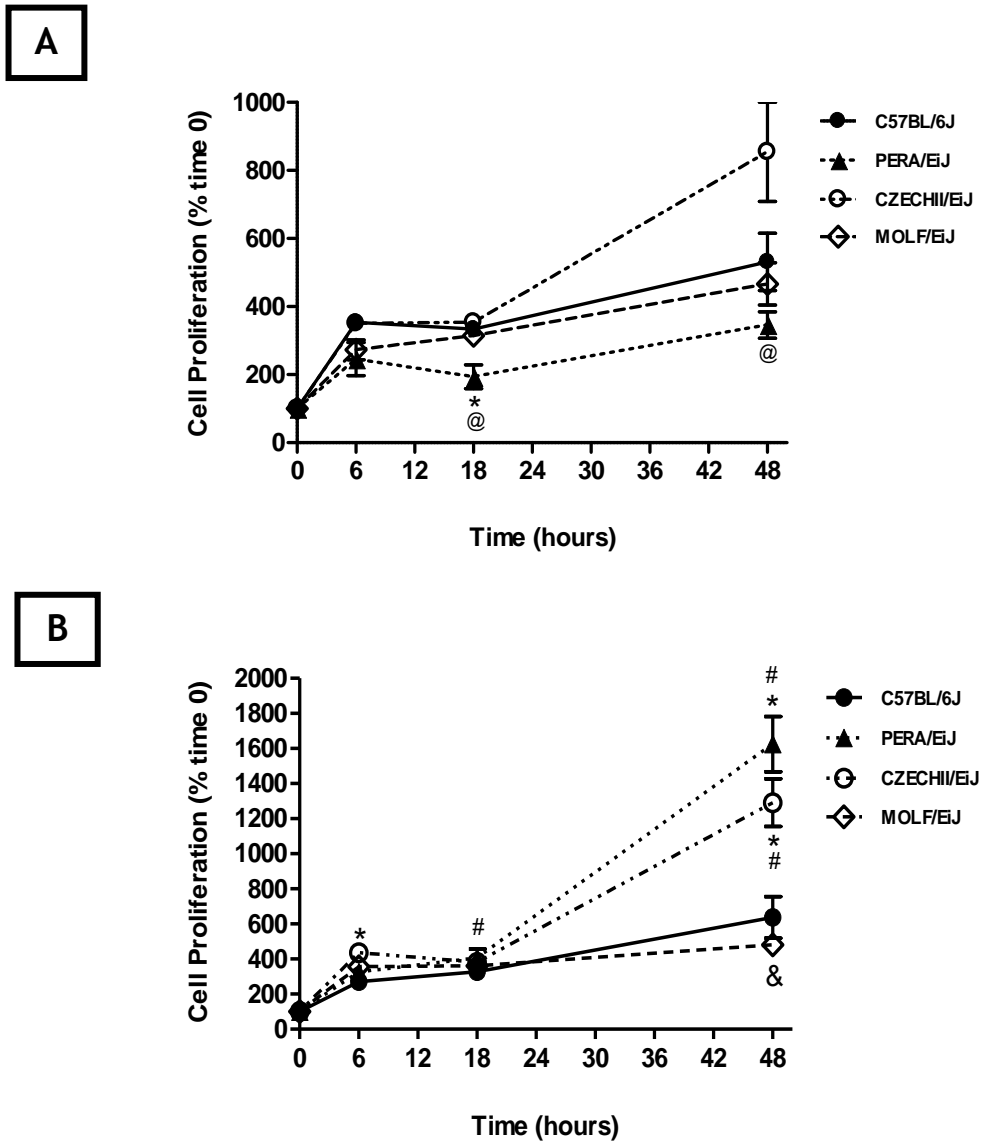 A
Cell Proliferation (% time 0)
1000
800
600
400
200
0
*
@
@
0 6 12 18 24 30 36 42 48
Time (hours)
C57BL/6J
PERA/EiJ
CZECHII/EiJ
MOLF/EiJ
B
Cell Proliferation (% time 0)
2000
1800
1600
1400
1200
1000
800
600
400
200
0
*
#
#
*
*
#
&
0 6 12 18 24 30 36 42 48
Time (hours)
C57BL/6J
PERA/EiJ
CZECHII/EiJ
MOLF/EiJ